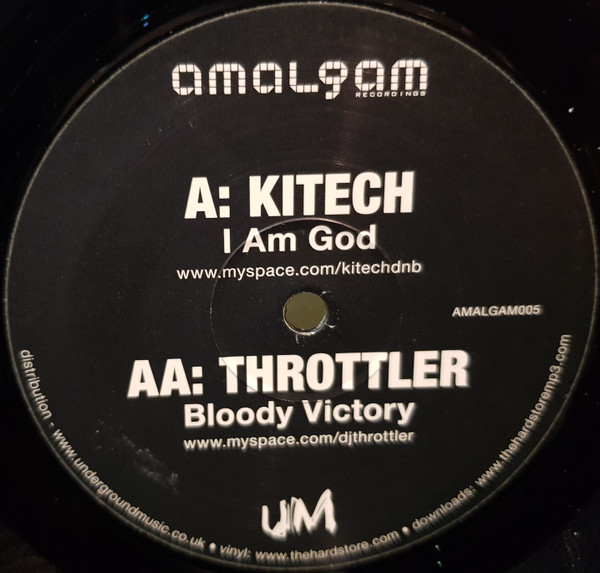 amalgam
RECORDINGS
A: KITECH
I Am God
www.myspace.com/kitechdnb
AMALGAM005
AA: THROTTLER
Bloody Victory
www.myspace.com/djthrottler
UM
distribution - www.undergroundmusic.co.uk • vinyl: www.thehardstore.com • downloads: www.thehardstoremp3.com